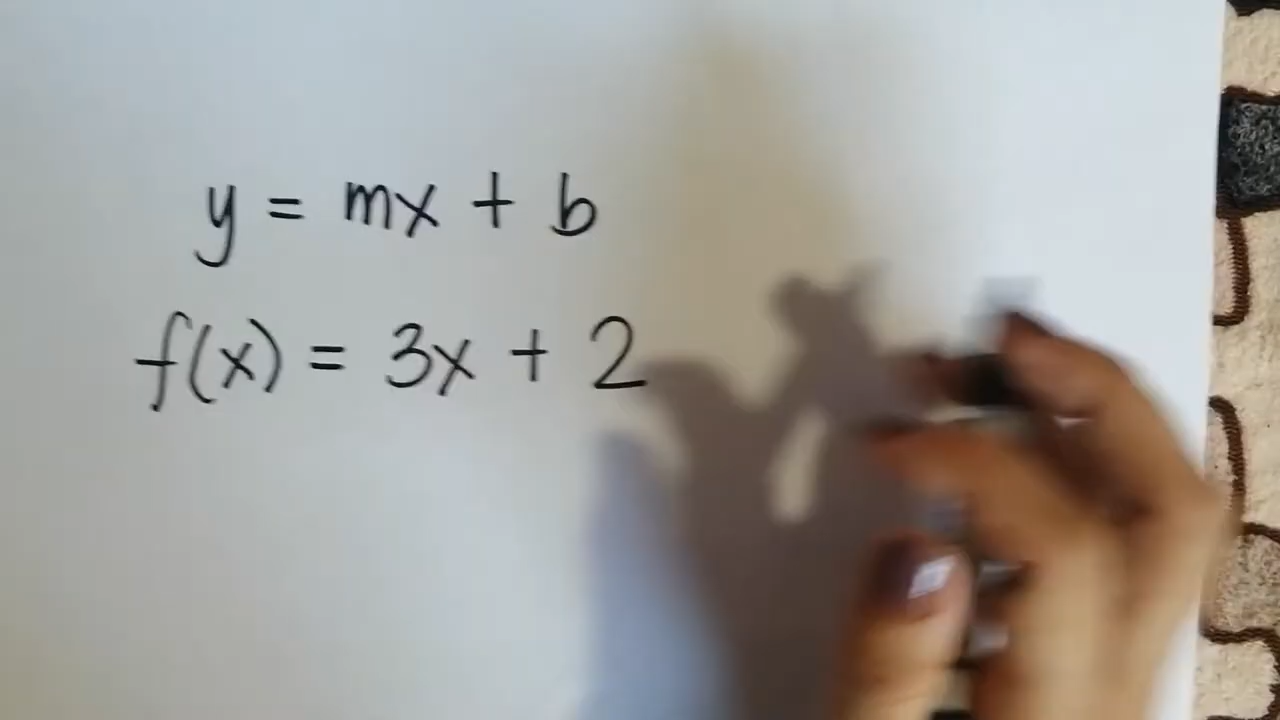 y = mx + b
f(x) = 3x + 2